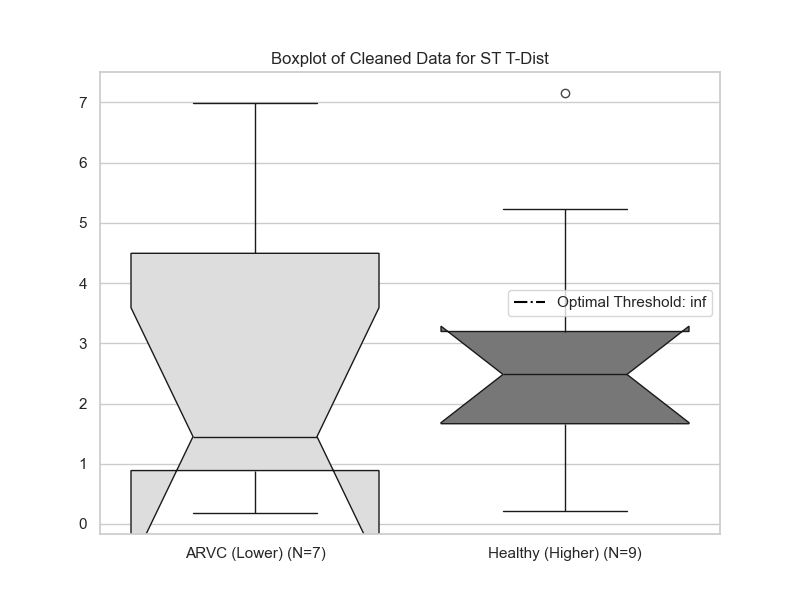 Boxplot of Cleaned Data for ST T-Dist
7
6
5
4
Optimal Threshold: inf
3
2
1
0
ARVC (Lower) (N=7)
Healthy (Higher) (N=9)